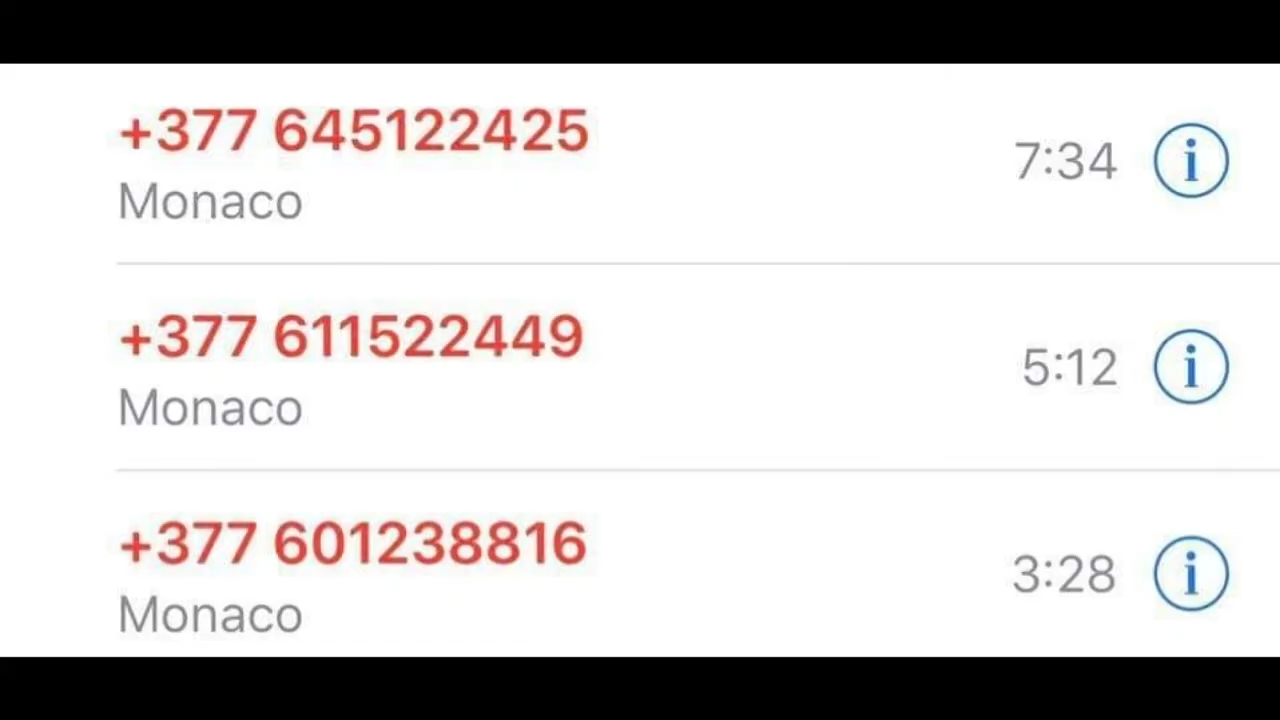 +377 645122425
Monaco
7:34
+377 611522449
Monaco
5:12
+377 601238816
Monaco
3:28